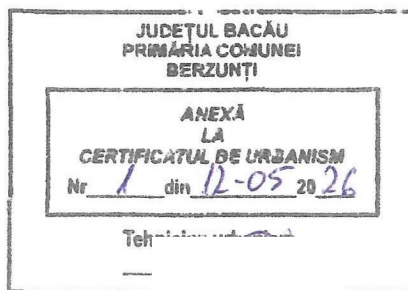 JUDEȚUL BACĂU
PRIMĂRIA COMUNEI
BERZUNȚI
ANEXĂ
LA
CERTIFICATUL DE URBANISM
Nr 1 din 12-05 2026